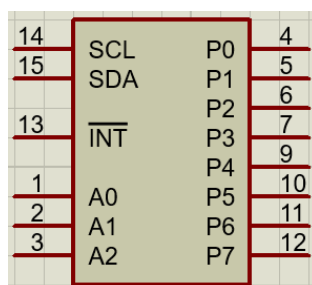 14 SCL P0 4
15 SDA P1 5
P2 6
13 INT P3 7
P4 9
1 A0 P5 10
2 A1 P6 11
3 A2 P7 12